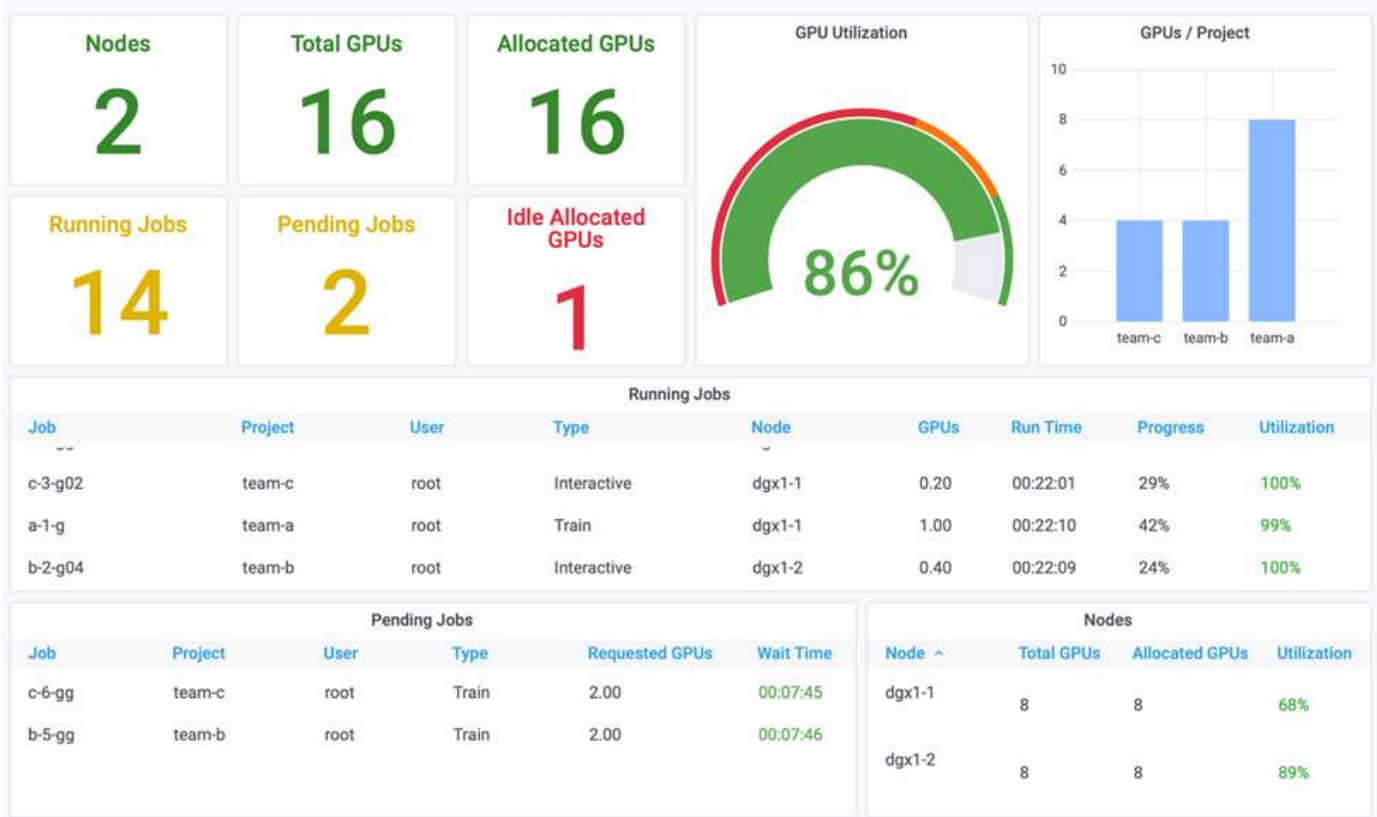 Nodes
2
Total GPUs
16
Allocated GPUs
16
Running Jobs
14
Pending Jobs
2
Idle Allocated
GPUs
1
GPU Utilization
86%
GPUs / Project
10
8
6
4
2
0
team-c team-b team-a
Running Jobs
Job Project User Type Node GPUs Run Time Progress Utilization
c-3-g02 team-c root Interactive dgx1-1 0.20 00:22:01 29% 100%
a-1-g team-a root Train dgx1-1 1.00 00:22:10 42% 99%
b-2-g04 team-b root Interactive dgx1-2 0.40 00:22:09 24% 100%
Pending Jobs
Job Project User Type Requested GPUs Wait Time
c-6-gg team-c root Train 2.00 00:07:45
b-5-gg team-b root Train 2.00 00:07:46
Nodes
Node Total GPUs Allocated GPUs Utilization
dgx1-1 8 8 68%
dgx1-2 8 8 89%